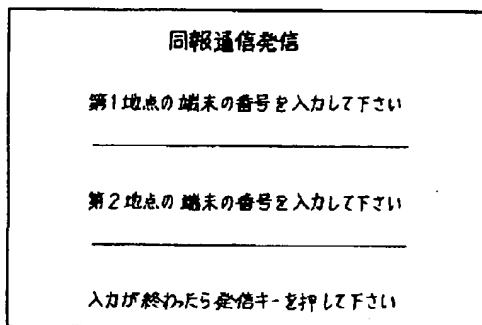 同報通信発信
第1地点の端末の番号を入力して下さい
第2地点の端末の番号を入力して下さい
入力が終わったら発信キーを押して下さい